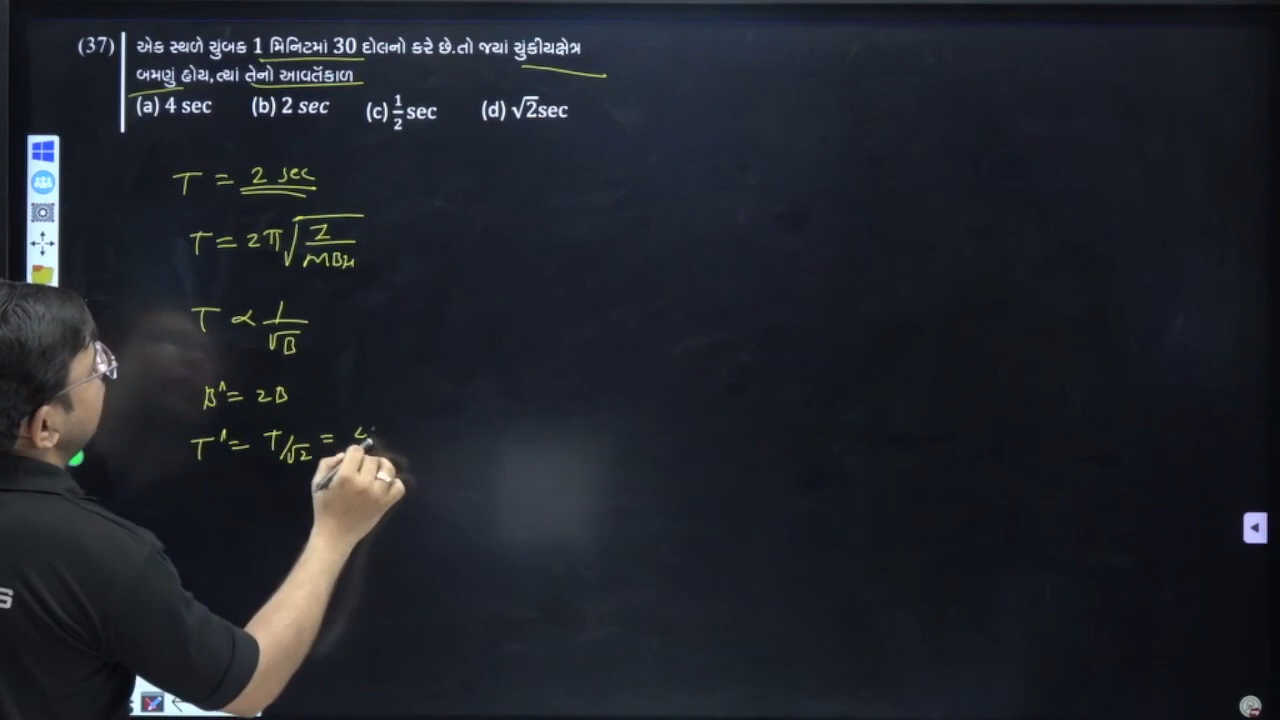 (37) એક સ્થળે ચુંબક 1 મિનિટમાં 30 દોલનો કરે છે.તો જયાં ચુંકીયક્ષેત્ર
બમણું હોય,ત્યાં તેનો આવર્તકાળ
(a) 4 sec (b) 2 sec (c) 1/2 sec (d) √2sec
T = 2 sec
T = 2π√(I/MBH)
T ∝ 1/√B
B' = 2B
T' = T/√2 =
S